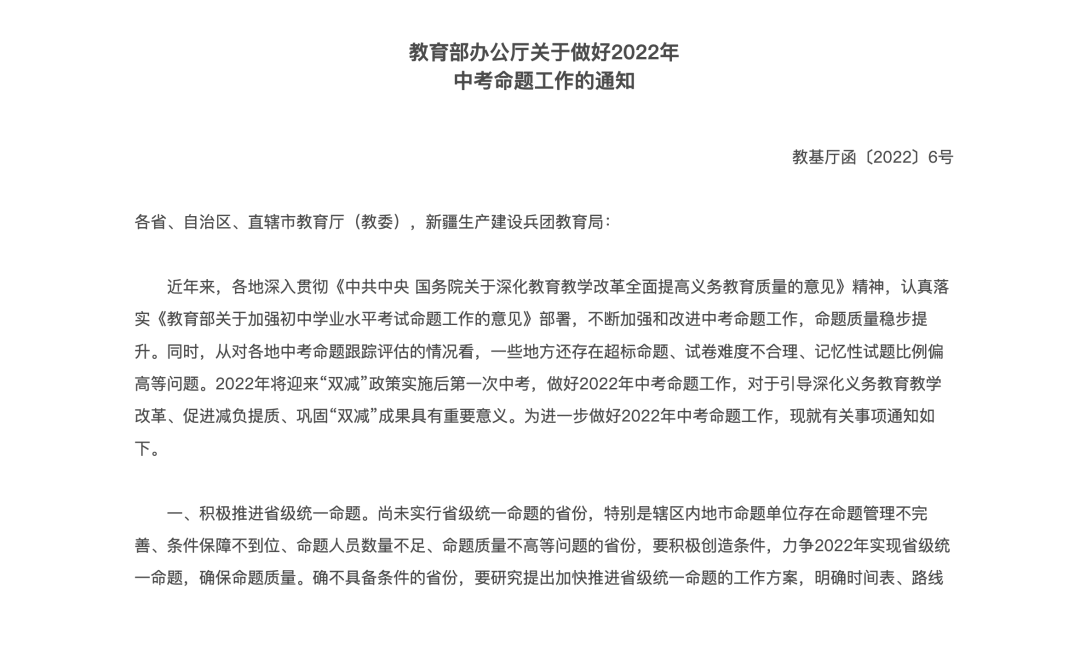 教育部办公厅关于做好2022年
中考命题工作的通知
教基厅函〔2022〕6号
各省、自治区、直辖市教育厅（教委），新疆生产建设兵团教育局：
近年来，各地深入贯彻《中共中央 国务院关于深化教育教学改革全面提高义务教育质量的意见》精神，认真落
实《教育部关于加强初中学业水平考试命题工作的意见》部署，不断加强和改进中考命题工作，命题质量稳步提
升。同时，从对各地中考命题跟踪评估的情况看，一些地方还存在超标命题、试卷难度不合理、记忆性试题比例偏
高等问题。2022年将迎来“双减”政策实施后第一次中考，做好2022年中考命题工作，对于引导深化义务教育教学
改革、促进减负提质、巩固“双减”成果具有重要意义。为进一步做好2022年中考命题工作，现就有关事项通知如
下。
一、积极推进省级统一命题。尚未实行省级统一命题的省份，特别是辖区内地市命题单位存在命题管理不完
善、条件保障不到位、命题人员数量不足、命题质量不高等问题的省份，要积极创造条件，力争2022年实现省级统
一命题，确保命题质量。确不具备条件的省份，要研究提出加快推进省级统一命题的工作方案，明确时间表、路线